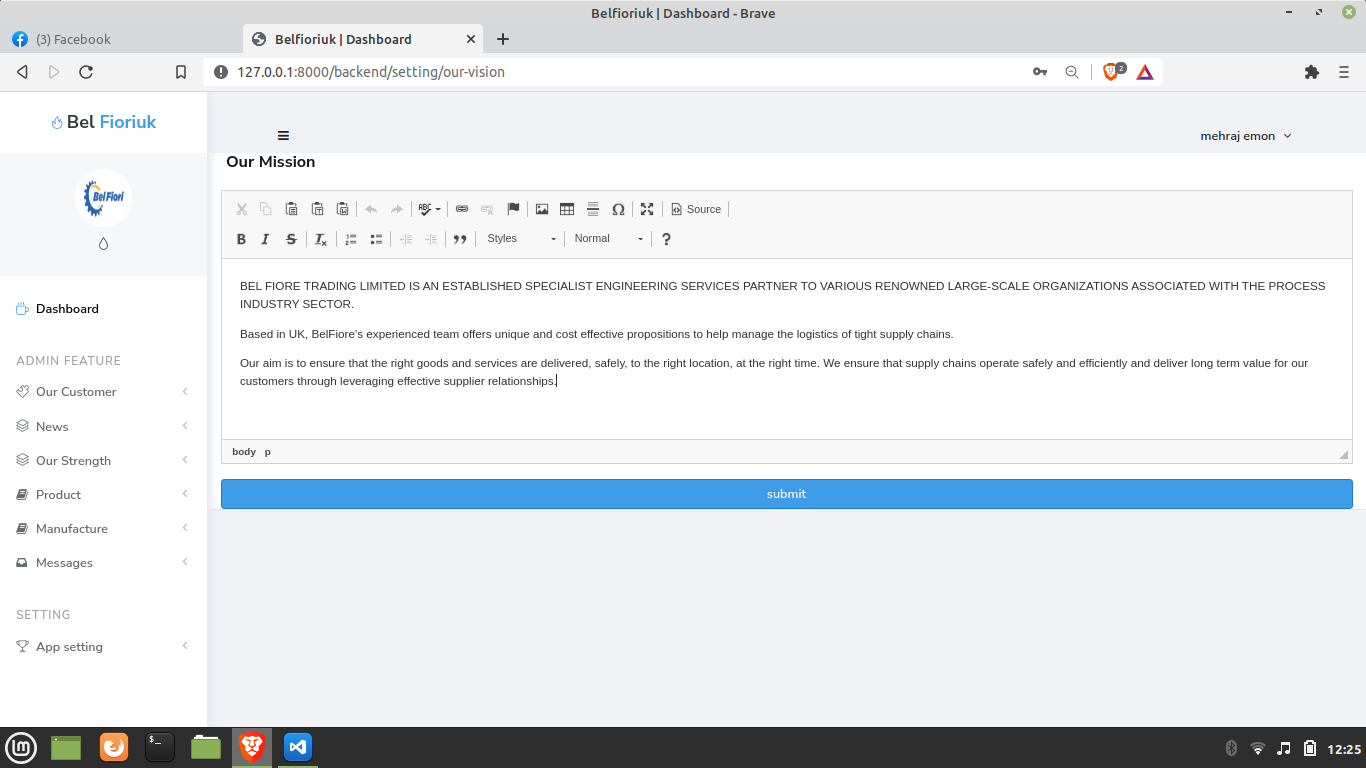 Belfioriuk | Dashboard - Brave
(3) Facebook
Belfioriuk | Dashboard
127.0.0.1:8000/backend/setting/our-vision
2
Bel Fioriuk
mehraj emon
Bel Fiori
Our Mission
ABC
Source
B I S Tx Styles Normal ?
BEL FIORE TRADING LIMITED IS AN ESTABLISHED SPECIALIST ENGINEERING SERVICES PARTNER TO VARIOUS RENOWNED LARGE-SCALE ORGANIZATIONS ASSOCIATED WITH THE PROCESS
INDUSTRY SECTOR.
Based in UK, BelFiore's experienced team offers unique and cost effective propositions to help manage the logistics of tight supply chains.
Our aim is to ensure that the right goods and services are delivered, safely, to the right location, at the right time. We ensure that supply chains operate safely and efficiently and deliver long term value for our
customers through leveraging effective supplier relationships.
body p
submit
Dashboard
ADMIN FEATURE
Our Customer
News
Our Strength
Product
Manufacture
Messages
SETTING
App setting
12:25